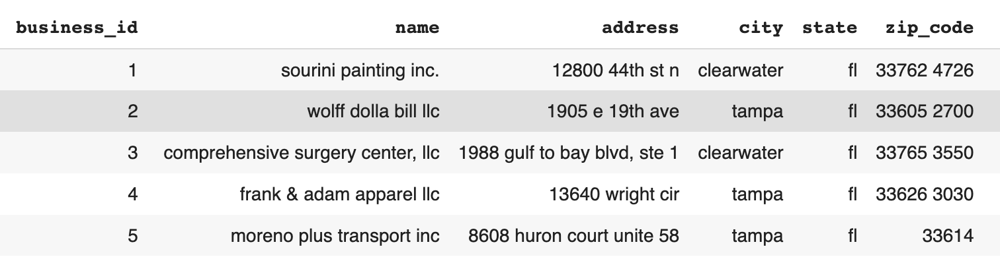 business_id name address city state zip_code
1 sourini painting inc. 12800 44th st n clearwater fl 33762 4726
2 wolff dolla bill llc 1905 e 19th ave tampa fl 33605 2700
3 comprehensive surgery center, llc 1988 gulf to bay blvd, ste 1 clearwater fl 33765 3550
4 frank & adam apparel llc 13640 wright cir tampa fl 33626 3030
5 moreno plus transport inc 8608 huron court unite 58 tampa fl 33614